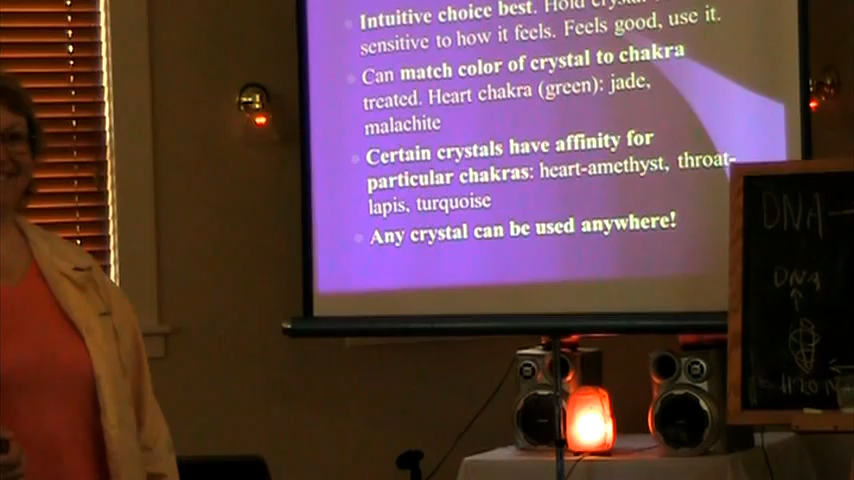 Intuitive choice best. Hold crystal
sensitive to how it feels. Feels good, use it.
Can match color of crystal to chakra
treated. Heart chakra (green): jade,
malachite
Certain crystals have affinity for
particular chakras: heart-amethyst, throat-
lapis, turquoise
Any crystal can be used anywhere!
DNA
DNA
H2O